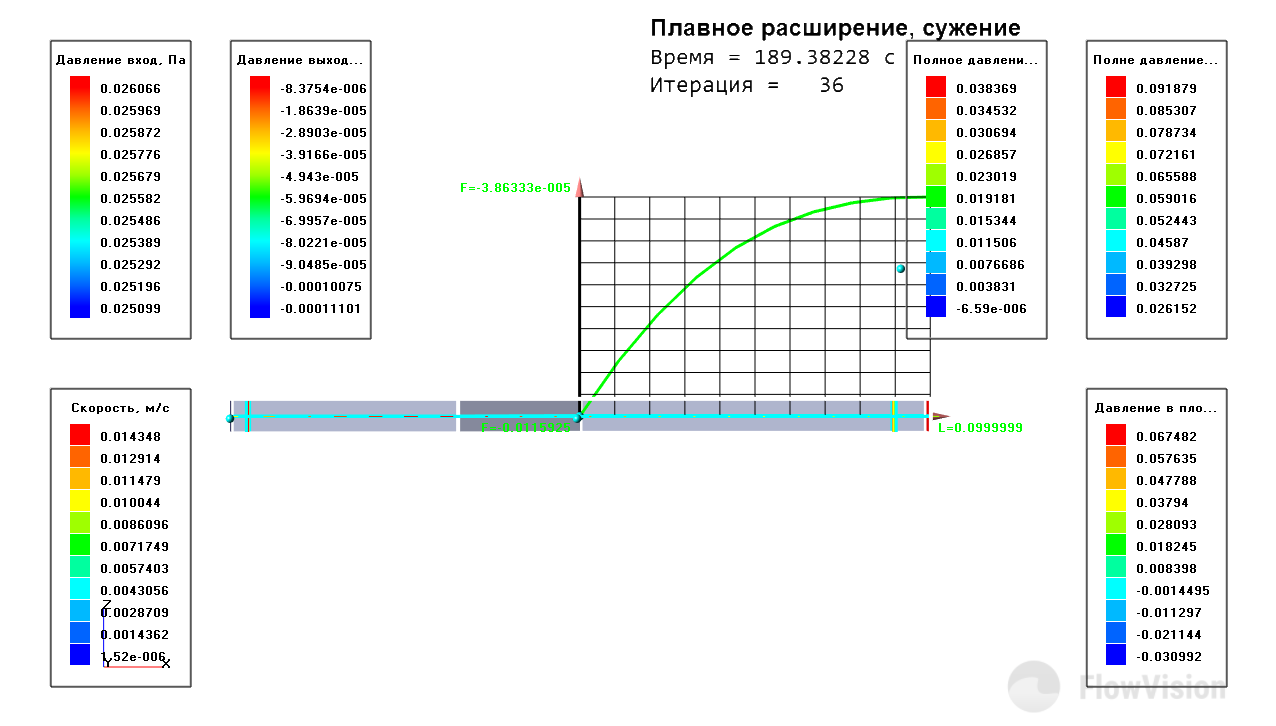 Плавное расширение, сужение
Время = 189.38228 с
Итерация = 36
Давление вход, Па
0.026066
0.025969
0.025872
0.025776
0.025679
0.025582
0.025486
0.025389
0.025292
0.025196
0.025099
Давление выход...
-8.3754e-006
-1.8639e-005
-2.8903e-005
-3.9166e-005
-4.943e-005
-5.9694e-005
-6.9957e-005
-8.0221e-005
-9.0485e-005
-0.00010075
-0.00011101
Полное давлени...
0.038369
0.034532
0.030694
0.026857
0.023019
0.019181
0.015344
0.011506
0.0076686
0.003831
-6.59e-006
Полне давление...
0.091879
0.085307
0.078734
0.072161
0.065588
0.059016
0.052443
0.04587
0.039298
0.032725
0.026152
F=-3.86333e-005
L=0.0999999
Скорость, м/с
0.014348
0.012914
0.011479
0.010044
0.0086096
0.0071749
0.0057403
0.0043056
0.0028709
0.0014362
1.52e-006
Z
Y
X
Давление в пло...
0.067482
0.057635
0.047788
0.03794
0.028093
0.018245
0.008398
-0.0014495
-0.011297
-0.021144
-0.030992
FlowVision